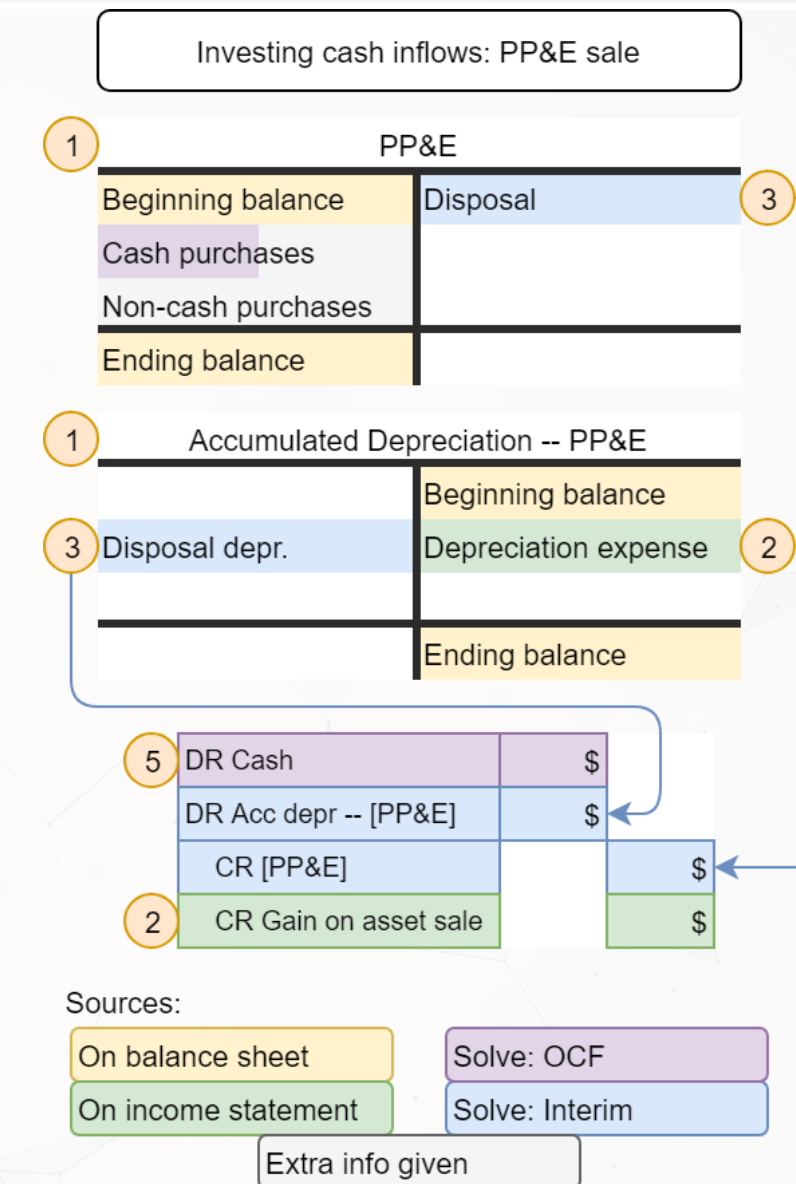 Investing cash inflows: PP&E sale
1
PP&E
Beginning balance
Disposal
3
Cash purchases
Non-cash purchases
Ending balance
1
Accumulated Depreciation -- PP&E
Beginning balance
3
Disposal depr.
Depreciation expense
2
Ending balance
5
DR Cash
$
DR Acc depr -- [PP&E]
$
CR [PP&E]
$
2
CR Gain on asset sale
$
Sources:
On balance sheet
Solve: OCF
On income statement
Solve: Interim
Extra info given